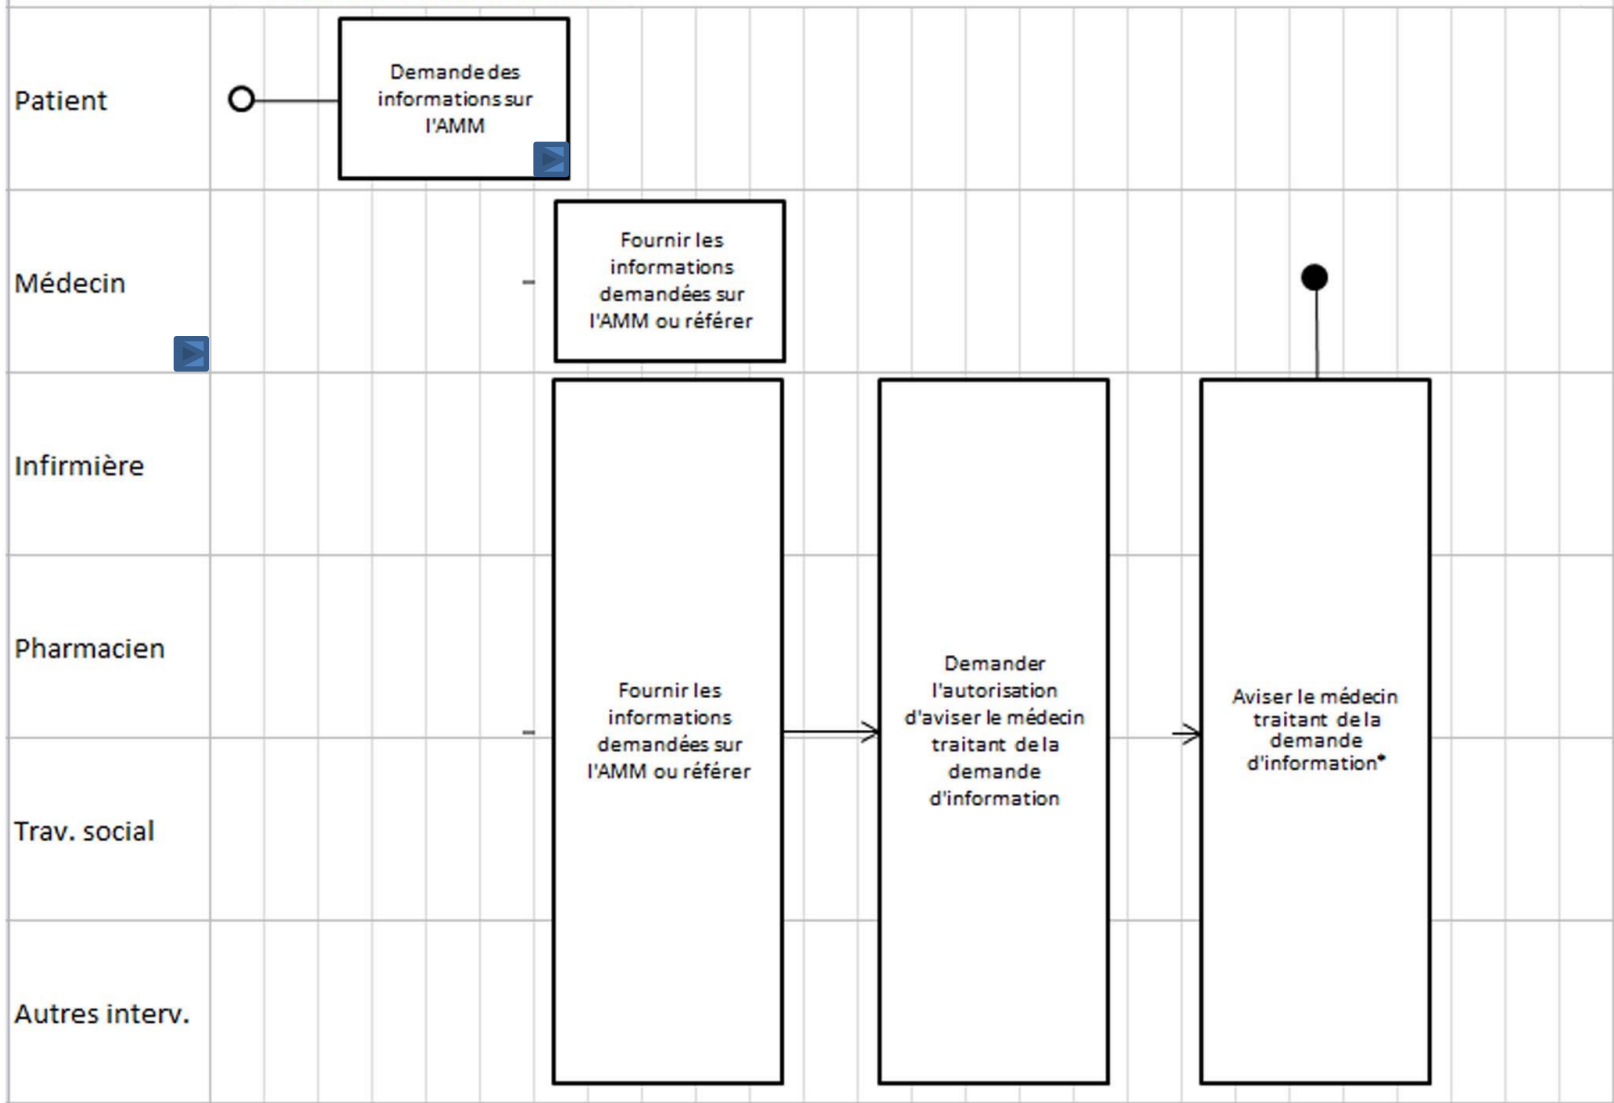 Patient
Demande des
informations sur
l'AMM
Médecin
Fournir les
informations
demandées sur
l'AMM ou référer
Infirmière
Pharmacien
Trav. social
Autres interv.
Fournir les
informations
demandées sur
l'AMM ou référer
Demander
l'autorisation
d'aviser le médecin
traitant de la
demande
d'information
Aviser le médecin
traitant de la
demande
d'information*